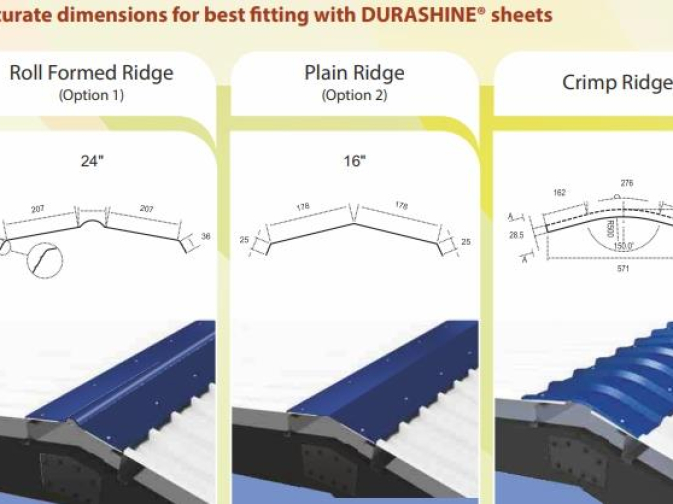 curate dimensions for best fitting with DURASHINE® sheets
Roll Formed Ridge
(Option 1)
24"
207
207
36
Plain Ridge
(Option 2)
16"
178
178
25
25
Crimp Ridge
276
162
A
28.5
A'
R500
150.0°
571